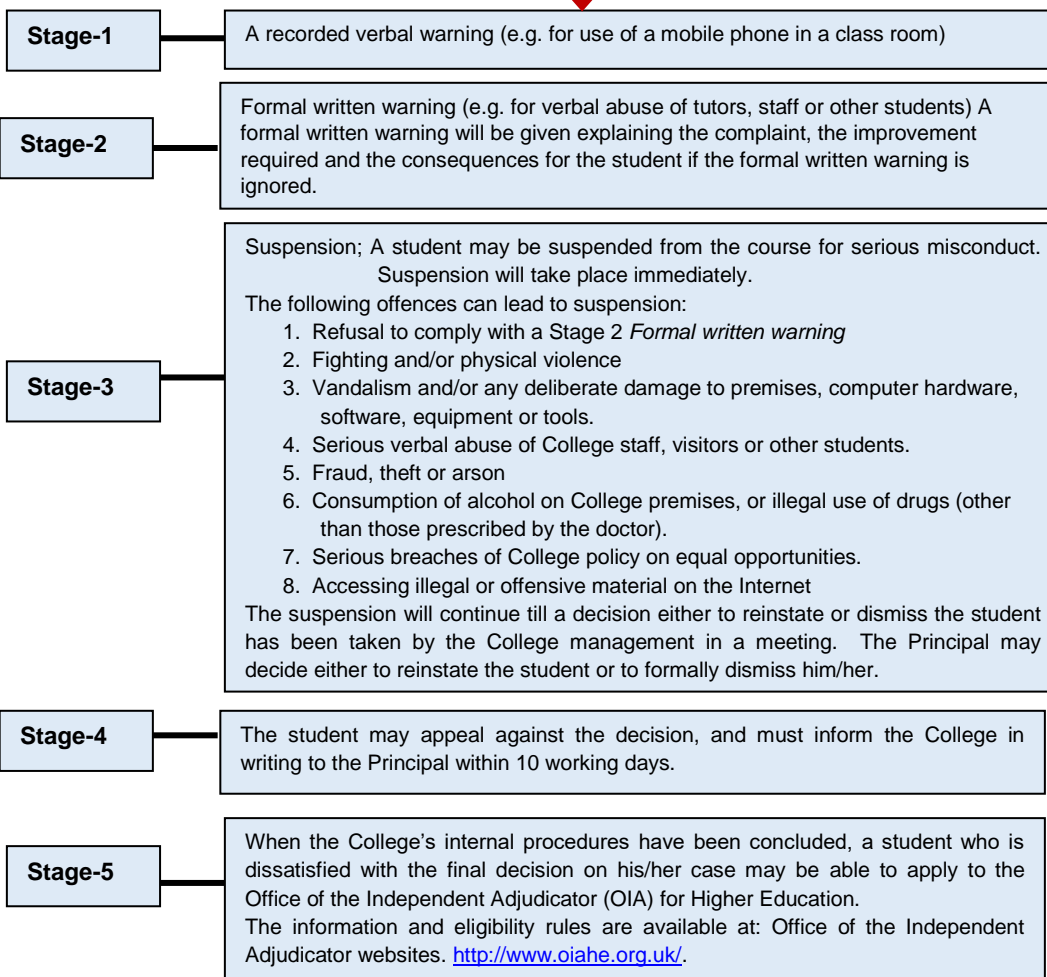 Stage-1
A recorded verbal warning (e.g. for use of a mobile phone in a class room)
Stage-2
Formal written warning (e.g. for verbal abuse of tutors, staff or other students) A
formal written warning will be given explaining the complaint, the improvement
required and the consequences for the student if the formal written warning is
ignored.
Stage-3
Suspension; A student may be suspended from the course for serious misconduct.
Suspension will take place immediately.
The following offences can lead to suspension:
1. Refusal to comply with a Stage 2 Formal written warning
2. Fighting and/or physical violence
3. Vandalism and/or any deliberate damage to premises, computer hardware,
software, equipment or tools.
4. Serious verbal abuse of College staff, visitors or other students.
5. Fraud, theft or arson
6. Consumption of alcohol on College premises, or illegal use of drugs (other
than those prescribed by the doctor).
7. Serious breaches of College policy on equal opportunities.
8. Accessing illegal or offensive material on the Internet
The suspension will continue till a decision either to reinstate or dismiss the student
has been taken by the College management in a meeting. The Principal may
decide either to reinstate the student or to formally dismiss him/her.
Stage-4
The student may appeal against the decision, and must inform the College in
writing to the Principal within 10 working days.
Stage-5
When the College's internal procedures have been concluded, a student who is
dissatisfied with the final decision on his/her case may be able to apply to the
Office of the Independent Adjudicator (OIA) for Higher Education.
The information and eligibility rules are available at: Office of the Independent
Adjudicator websites. http://www.oiahe.org.uk/.